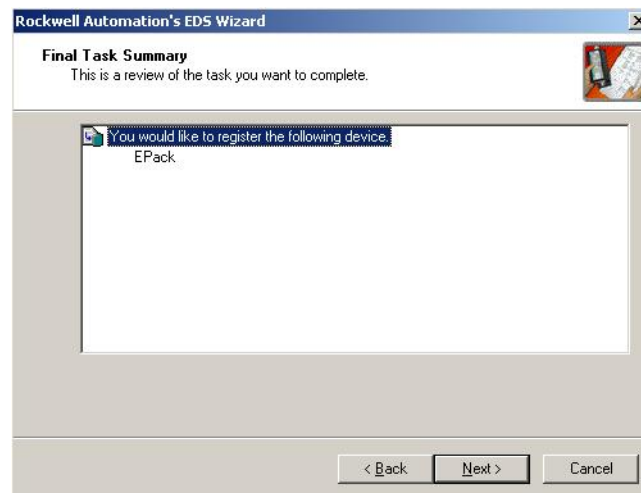 Rockwell Automation's EDS Wizard
Final Task Summary
This is a review of the task you want to complete.
You would like to register the following device.
EPack
< Back
Next >
Cancel